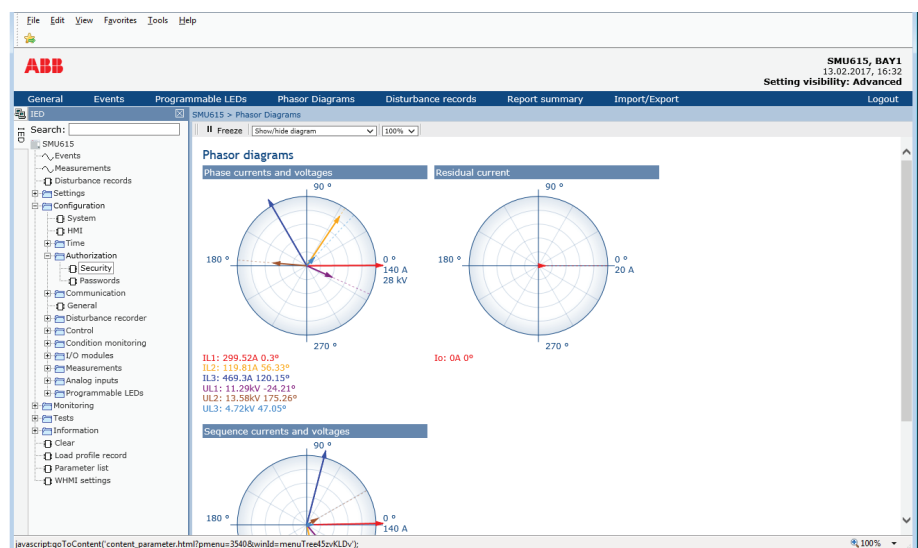 File Edit View Favorites Tools Help
ABB
SMU615, BAY1
13.02.2017, 16:32
Setting visibility: Advanced
General Events Programmable LEDs Phasor Diagrams Disturbance records Report summary Import/Export Logout
IED
IED
SMU615 > Phasor Diagrams
Search:
Freeze Show/hide diagram 100%
SMU615
Events
Measurements
Disturbance records
Settings
Configuration
System
HMI
Time
Authorization
Security
Passwords
Communication
General
Disturbance recorder
Control
Condition monitoring
I/O modules
Measurements
Analog inputs
Programmable LEDs
Monitoring
Tests
Information
Clear
Load profile record
Parameter list
WHMI settings
Phasor diagrams
Phase currents and voltages
90 °
180 °
0 °
140 A
28 kV
270 °
IL1: 299.52A 0.3°
IL2: 119.81A 56.33°
IL3: 469.3A 120.15°
UL1: 11.29kV -24.21°
UL2: 13.58kV 175.26°
UL3: 4.72kV 47.05°
Residual current
90 °
180 °
0 °
20 A
270 °
Io: 0A 0°
Sequence currents and voltages
90 °
180 °
0 °
140 A
javascript:goToContent('content_parameter.html?pmenu=3540&winId=menuTree45zvKLDv');
100%